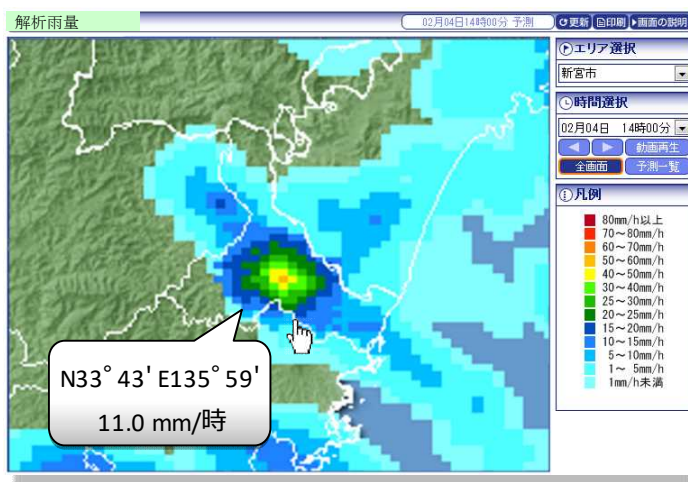 解析雨量
02月04日14時00分 予測
更新
印刷
画面の説明
エリア選択
新宮市
時間選択
02月04日 14時00分
動画再生
全画面
予測一覧
凡例
80mm/h以上
70～80mm/h
60～70mm/h
50～60mm/h
40～50mm/h
30～40mm/h
25～30mm/h
20～25mm/h
15～20mm/h
10～15mm/h
5～10mm/h
1～ 5mm/h
1mm/h未満
N33°43' E135°59'
11.0 mm/時